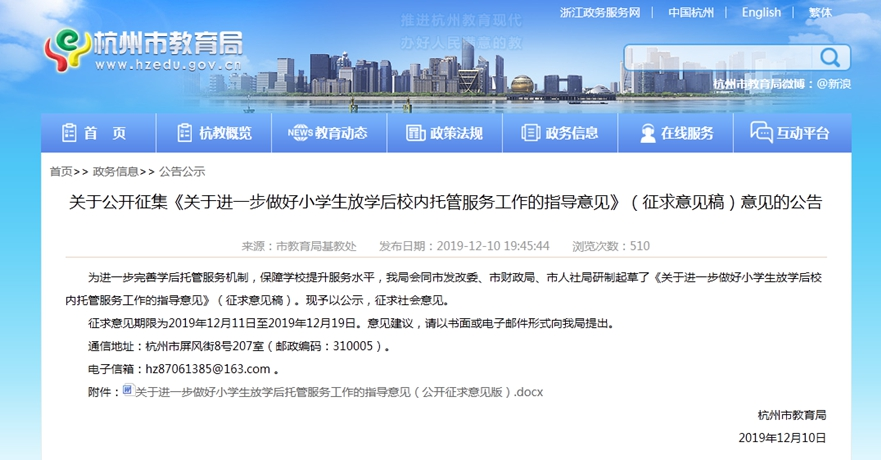 浙江政务服务网 | 中国杭州 | English | 繁体
推进杭州教育现代
办好人民满意的教
杭州市教育局
www.hzedu.gov.cn
杭州市教育局微博：@新浪
首 页 杭教概览 NEWS 教育动态 政策法规 政务信息 在线服务 互动平台
首页>> 政务信息>> 公告公示
关于公开征集《关于进一步做好小学生放学后校内托管服务工作的指导意见》（征求意见稿）意见的公告
来源：市教育局基教处 发布日期：2019-12-10 19:45:44 浏览次数：510
为进一步完善学后托管服务机制，保障学校提升服务水平，我局会同市发改委、市财政局、市人社局研制起草了《关于进一步做好小学生放学后校
内托管服务工作的指导意见》（征求意见稿）。现予以公示，征求社会意见。
征求意见期限为2019年12月11日至2019年12月19日。意见建议，请以书面或电子邮件形式向我局提出。
通信地址：杭州市屏风街8号207室（邮政编码：310005）。
电子信箱：hz87061385@163.com 。
附件：关于进一步做好小学生放学后托管服务工作的指导意见（公开征求意见版）.docx
杭州市教育局
2019年12月10日